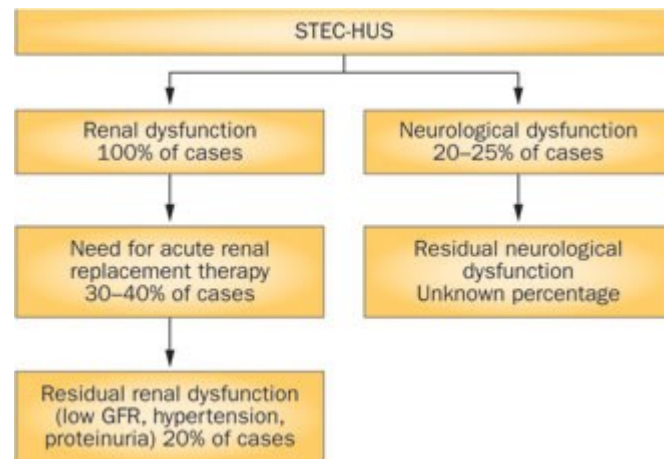 STEC-HUS
Renal dysfunction
100% of cases
Neurological dysfunction
20–25% of cases
Need for acute renal
replacement therapy
30–40% of cases
Residual neurological
dysfunction
Unknown percentage
Residual renal dysfunction
(low GFR, hypertension,
proteinuria) 20% of cases